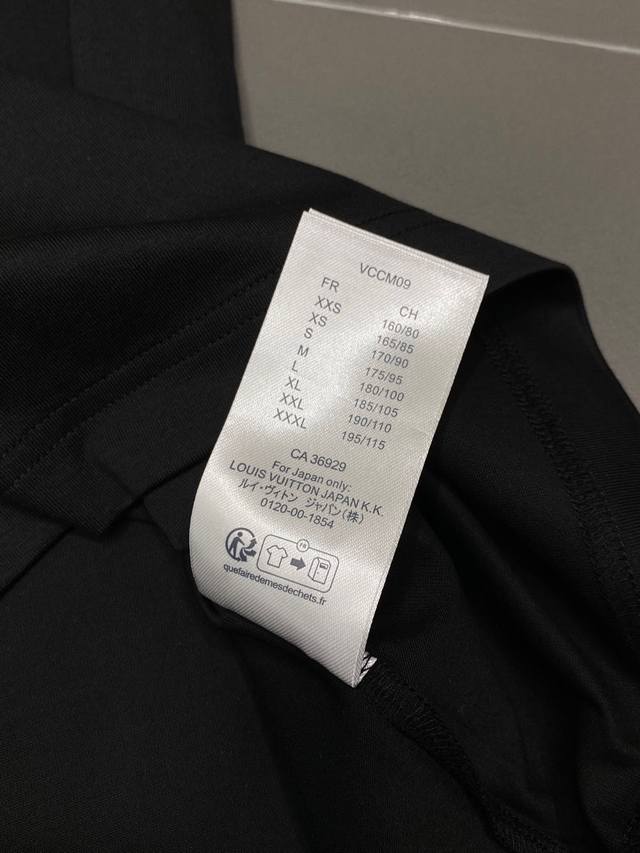 VCCM09
FR CH
XXS 160/80
XS 165/85
S 170/90
M 175/95
L 180/100
XL 185/105
XXL 190/110
XXXL 195/115
CA 36929
For Japan only:
LOUIS VUITTON JAPAN K.K.
ルイ・ヴィトン ジャパン(株)
0120-00-1854
FR
quefairedemesdechets.fr